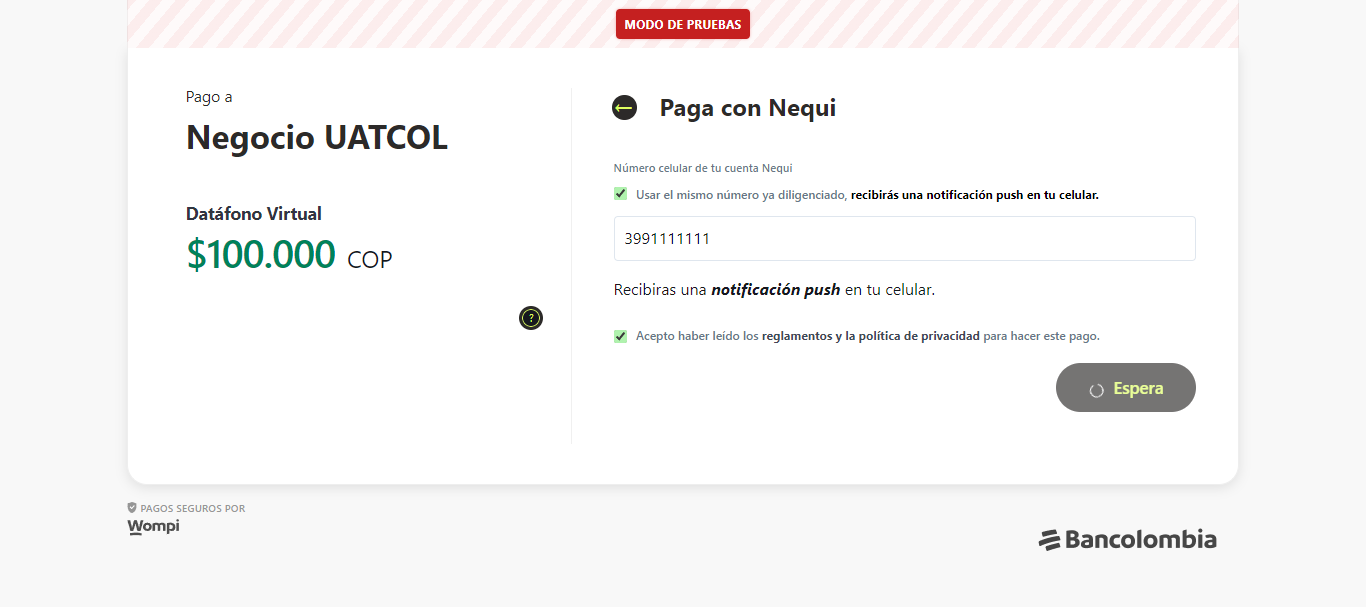 MODO DE PRUEBAS
Pago a
Negocio UATCOL
Datáfono Virtual
$100.000 COP
?
Paga con Nequi
Número celular de tu cuenta Nequi
Usar el mismo número ya diligenciado, recibirás una notificación push en tu celular.
3991111111
Recibiras una notificación push en tu celular.
Acepto haber leído los reglamentos y la política de privacidad para hacer este pago.
Espera
PAGOS SEGUROS POR
Wompi
Bancolombia